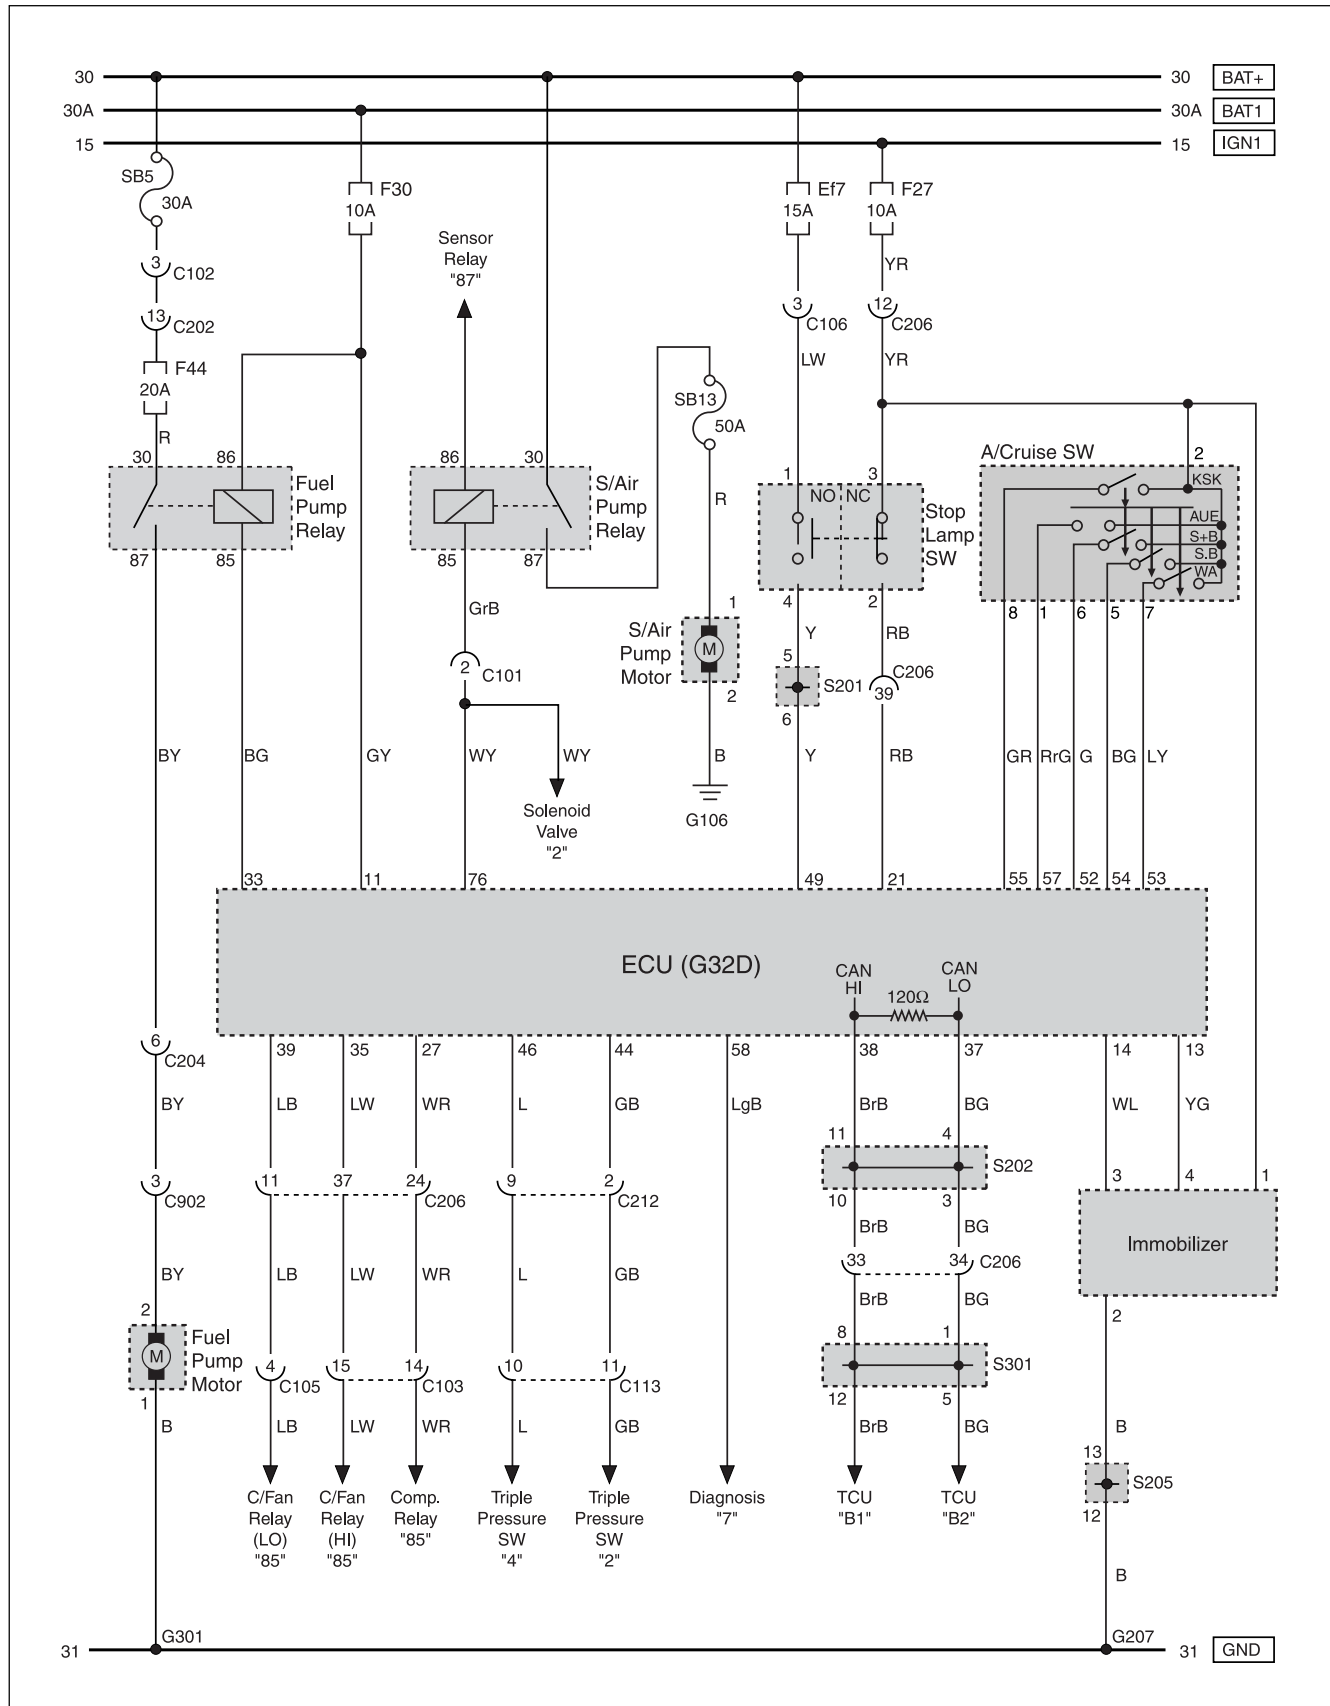 30 30 BAT+
30A 30A BAT1
15 15 IGN1
SB5
30A
F30
10A
Ef7
15A
F27
10A
Sensor
Relay
"87"
YR
3 C102
13 C202
3 C106
12 C206
LW YR
F44
20A
R
SB13
50A
A/Cruise SW 2
30 86
Fuel
Pump
Relay
87 85
86 30
S/Air
Pump
Relay
85 87
R
1 3
NO NC
Stop
Lamp
SW
4 2
KSK
AUE
S+B
S.B
WA
8 1 6 5 7
GrB
2 C101
S/Air
Pump
Motor
1
M
2
Y
5
S201
6
RB
C206
39
BY BG GY WY WY B Y RB GR RrG G BG LY
Solenoid
Valve
"2"
G106
33 11 76 49 21 55 57 52 54 53
ECU (G32D)
CAN
HI
120Ω
CAN
LO
39 35 27 46 44 58 38 37 14 13
6 C204
BY LB LW WR L GB LgB BrB BG WL YG
11 4
S202
10 3
3 C902
11 37 24 C206
9 2 C212
3 4 1
Immobilizer
2
BrB BG
33 34 C206
BY LB LW WR L GB
BrB BG
2
Fuel
Pump
Motor
M
1
8 1
S301
12 5
4 C105
15 14 C103
10 11 C113
B LB LW WR L GB BrB BG B
13
S205
12
C/Fan
Relay
(LO)
"85"
C/Fan
Relay
(HI)
"85"
Comp.
Relay
"85"
Triple
Pressure
SW
"4"
Triple
Pressure
SW
"2"
Diagnosis
"7"
TCU
"B1"
TCU
"B2"
B
G301 G207
31 31 GND